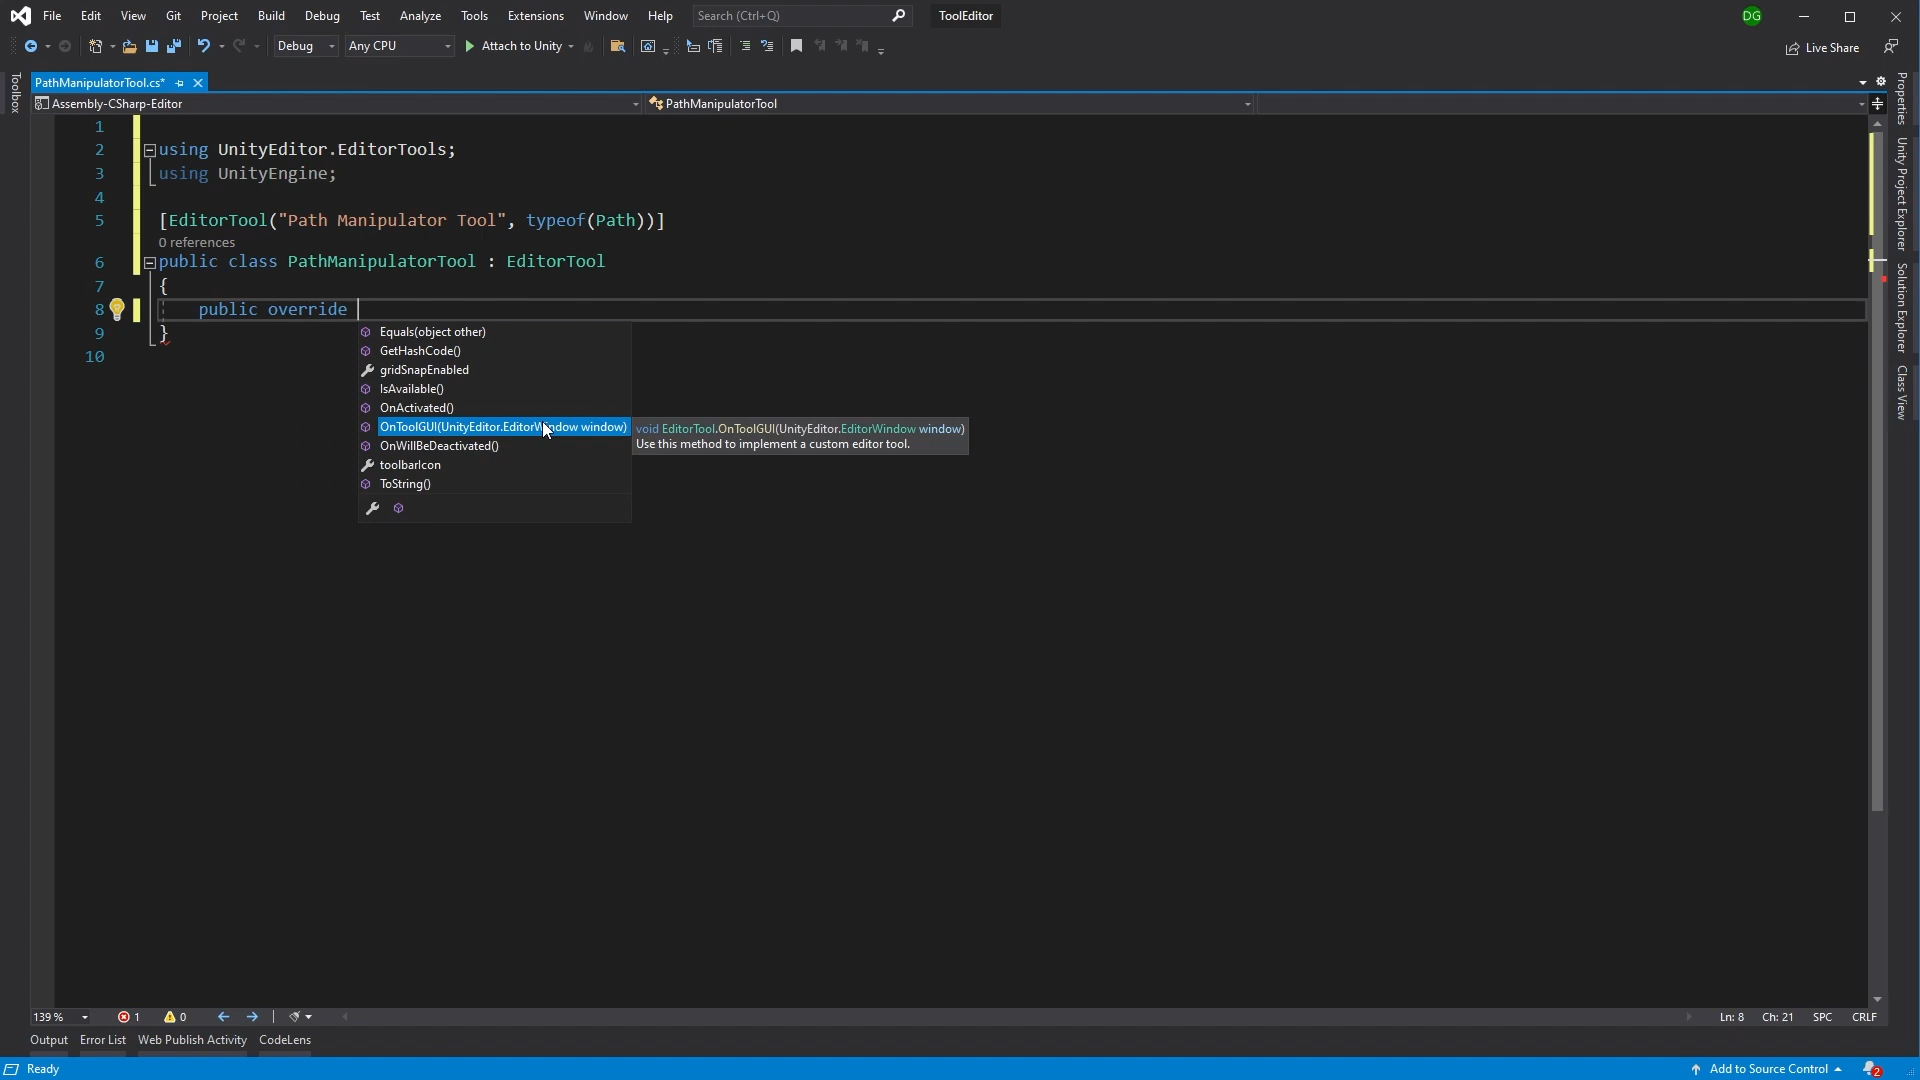 File Edit View Git Project Build Debug Test Analyze Tools Extensions Window Help Search (Ctrl+Q) ToolEditor DG
Debug Any CPU Attach to Unity Live Share
Toolbox
PathManipulatorTool.cs*
Assembly-CSharp-Editor PathManipulatorTool
1
2 using UnityEditor.EditorTools;
3 using UnityEngine;
4
5 [EditorTool("Path Manipulator Tool", typeof(Path))]
0 references
6 public class PathManipulatorTool : EditorTool
7 {
8 public override
9 }
10
Equals(object other)
GetHashCode()
gridSnapEnabled
IsAvailable()
OnActivated()
OnToolGUI(UnityEditor.EditorWindow window)
OnWillBeDeactivated()
toolbarIcon
ToString()
void EditorTool.OnToolGUI(UnityEditor.EditorWindow window)
Use this method to implement a custom editor tool.
Properties
Unity Project Explorer
Solution Explorer
Class View
139 % 1 0 Ln: 8 Ch: 21 SPC CRLF
Output Error List Web Publish Activity CodeLens
Ready Add to Source Control 2